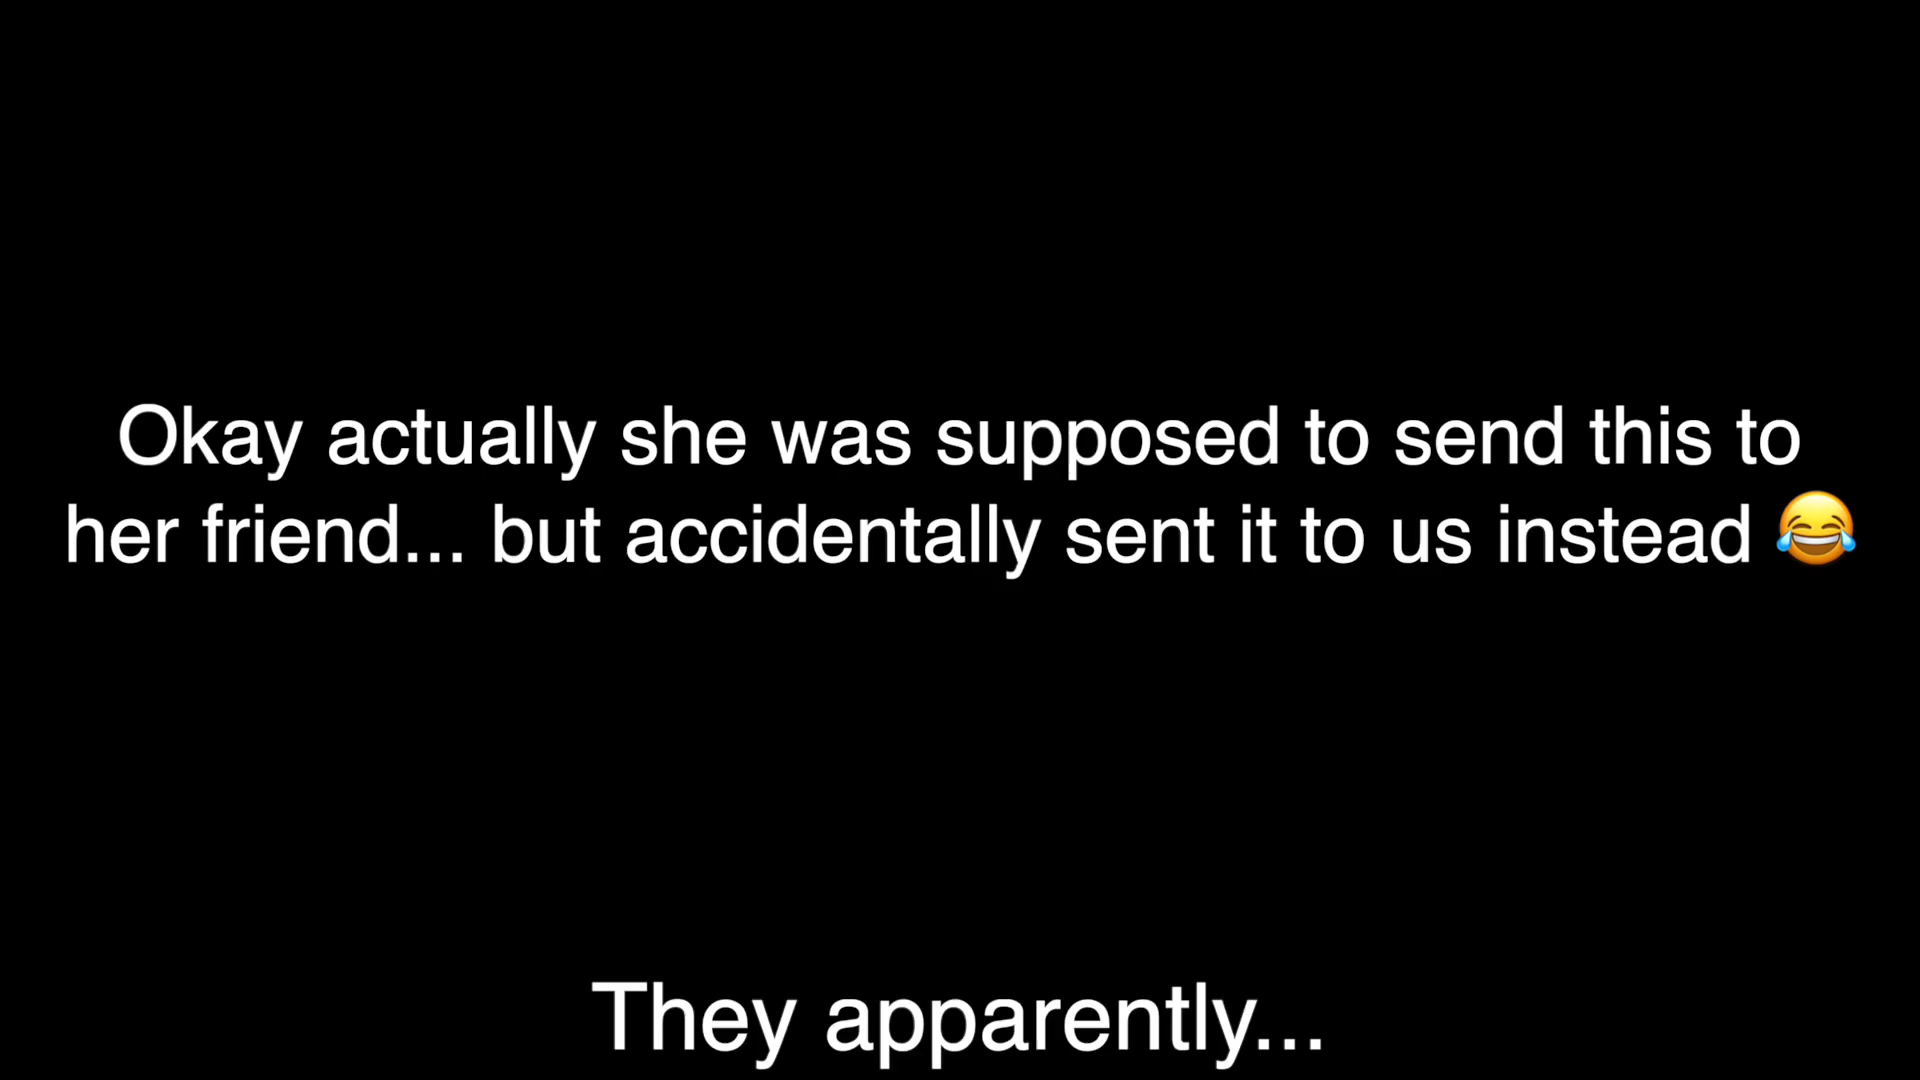 Okay actually she was supposed to send this to
her friend... but accidentally sent it to us instead 😂
They apparently...